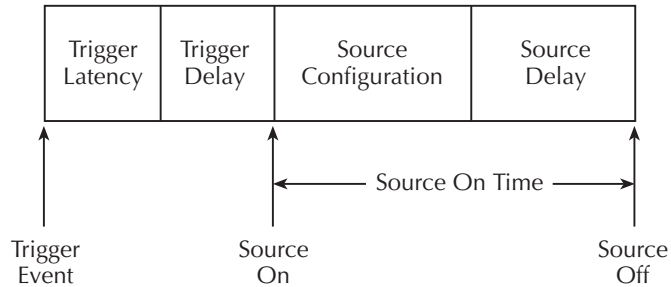 Trigger
Latency
Trigger
Delay
Source
Configuration
Source
Delay
Source On Time
Trigger
Event
Source
On
Source
Off